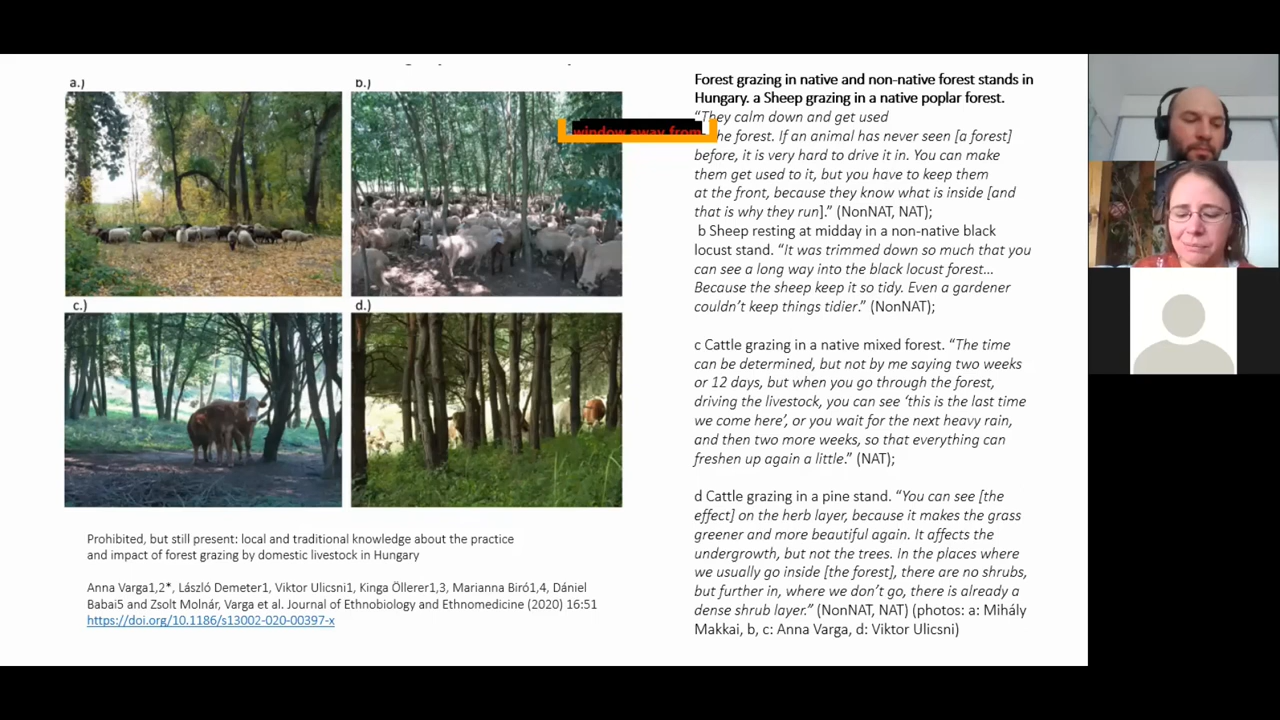 a.)
b.)
c.)
d.)
Prohibited, but still present: local and traditional knowledge about the practice
and impact of forest grazing by domestic livestock in Hungary
Anna Varga1,2*, László Demeter1, Viktor Ulicsni1, Kinga Öllerer1,3, Marianna Biró1,4, Dániel
Babai5 and Zsolt Molnár, Varga et al. Journal of Ethnobiology and Ethnomedicine (2020) 16:51
https://doi.org/10.1186/s13002-020-00397-x
window away from
Forest grazing in native and non-native forest stands in
Hungary. a Sheep grazing in a native poplar forest.
“They calm down and get used
he forest. If an animal has never seen [a forest]
before, it is very hard to drive it in. You can make
them get used to it, but you have to keep them
at the front, because they know what is inside [and
that is why they run].” (NonNAT, NAT);
b Sheep resting at midday in a non-native black
locust stand. “It was trimmed down so much that you
can see a long way into the black locust forest…
Because the sheep keep it so tidy. Even a gardener
couldn’t keep things tidier.” (NonNAT);
c Cattle grazing in a native mixed forest. “The time
can be determined, but not by me saying two weeks
or 12 days, but when you go through the forest,
driving the livestock, you can see ‘this is the last time
we come here’, or you wait for the next heavy rain,
and then two more weeks, so that everything can
freshen up again a little.” (NAT);
d Cattle grazing in a pine stand. “You can see [the
effect] on the herb layer, because it makes the grass
greener and more beautiful again. It affects the
undergrowth, but not the trees. In the places where
we usually go inside [the forest], there are no shrubs,
but further in, where we don’t go, there is already a
dense shrub layer.” (NonNAT, NAT) (photos: a: Mihály
Makkai, b, c: Anna Varga, d: Viktor Ulicsni)